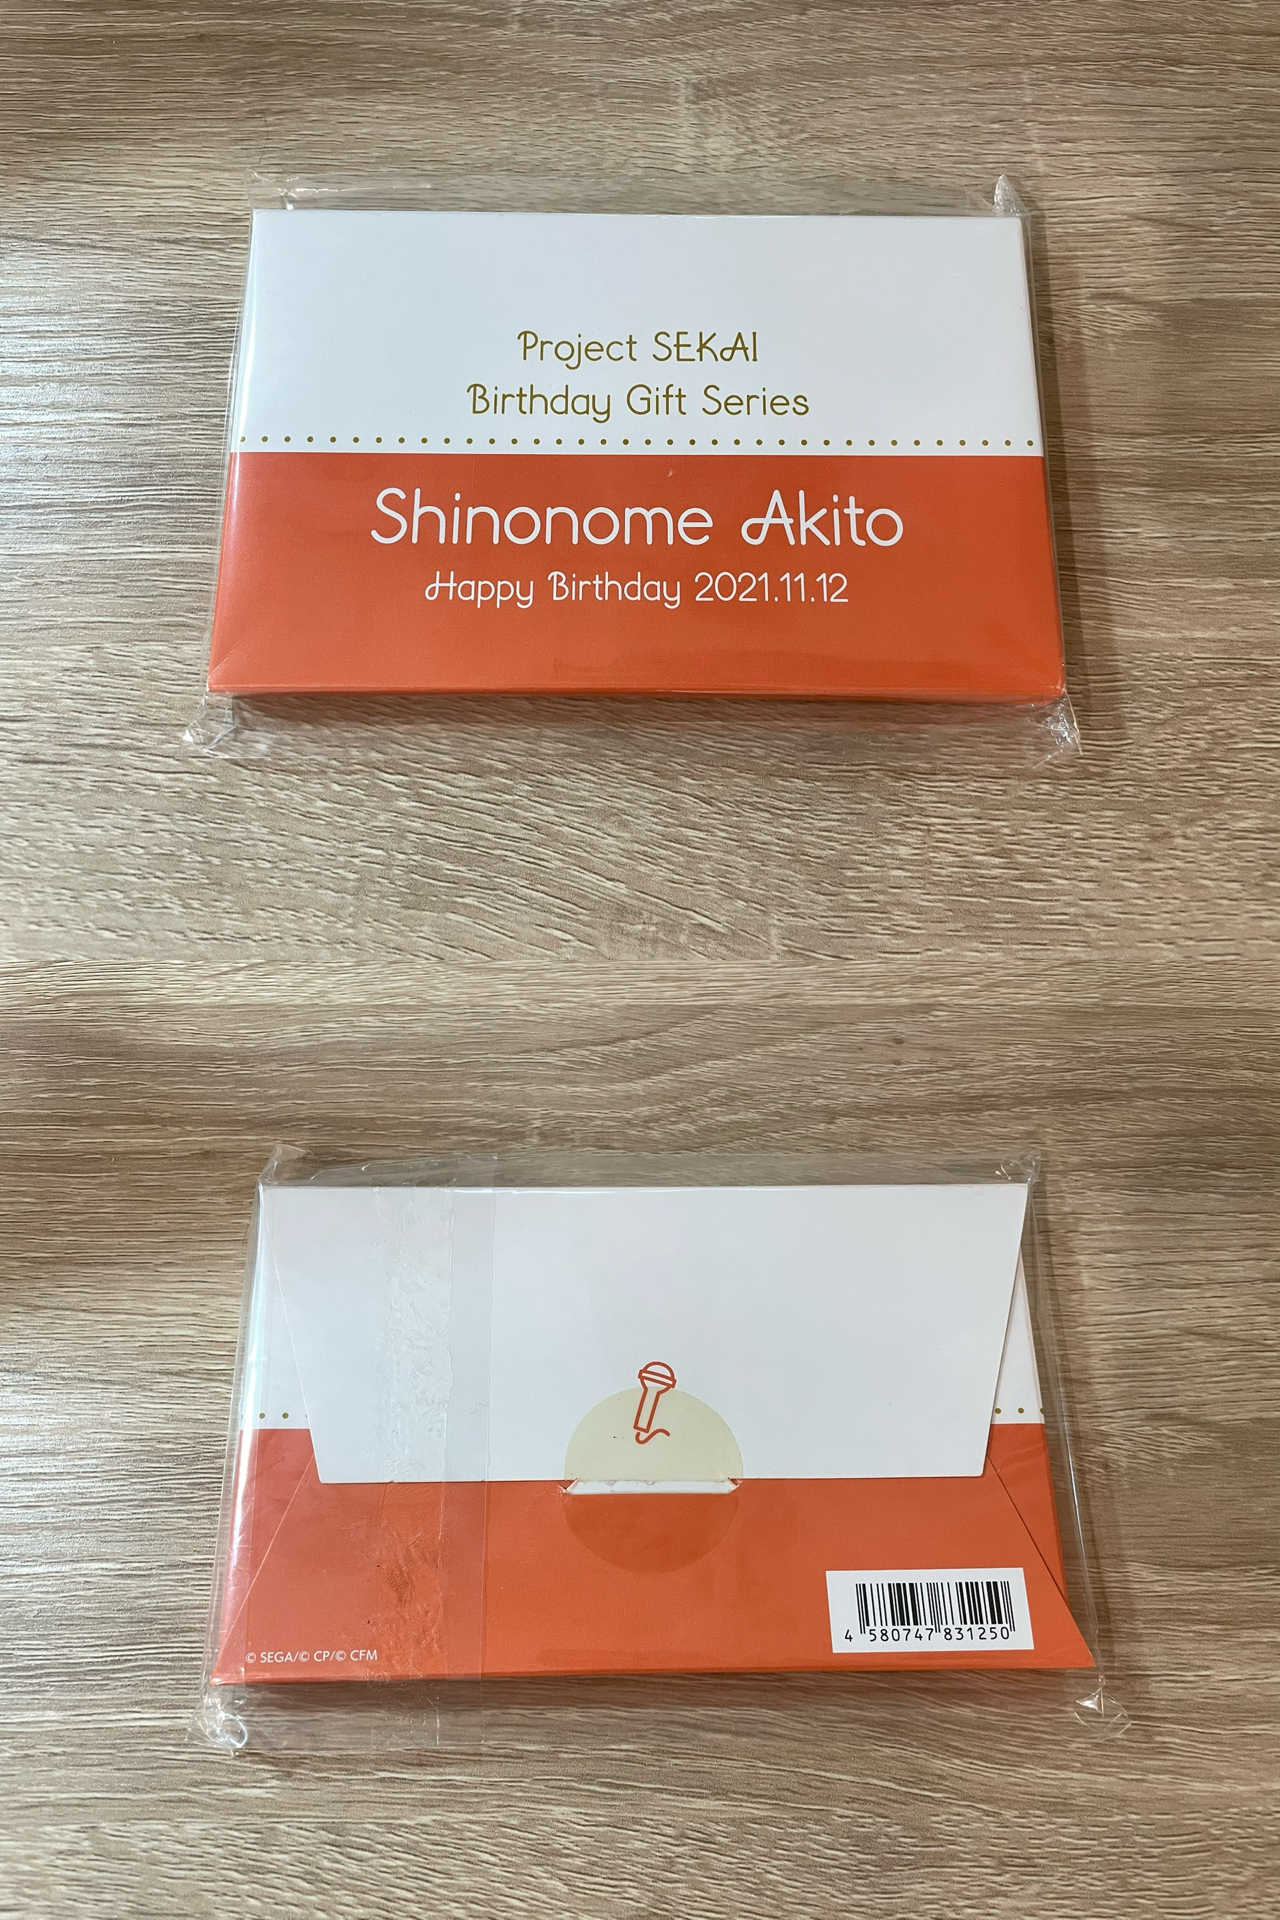 Project SEKAI
Birthday Gift Series
Shinonome Akito
Happy Birthday 2021.11.12
© SEGA/© CP/© CFM
4 580747 831250